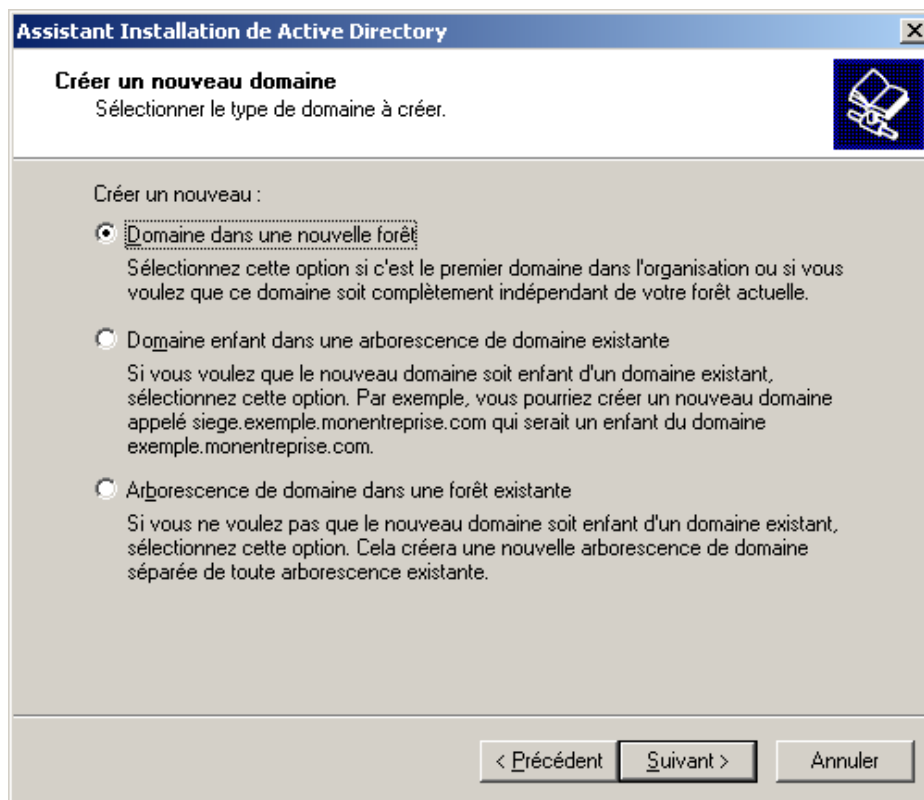 Assistant Installation de Active Directory
Créer un nouveau domaine
Sélectionner le type de domaine à créer.
Créer un nouveau :
Domaine dans une nouvelle forêt
Sélectionnez cette option si c'est le premier domaine dans l'organisation ou si vous
voulez que ce domaine soit complètement indépendant de votre forêt actuelle.
Domaine enfant dans une arborescence de domaine existante
Si vous voulez que le nouveau domaine soit enfant d'un domaine existant,
sélectionnez cette option. Par exemple, vous pourriez créer un nouveau domaine
appelé siege.exemple.monentreprise.com qui serait un enfant du domaine
exemple.monentreprise.com.
Arborescence de domaine dans une forêt existante
Si vous ne voulez pas que le nouveau domaine soit enfant d'un domaine existant,
sélectionnez cette option. Cela créera une nouvelle arborescence de domaine
séparée de toute arborescence existante.
< Précédent Suivant > Annuler